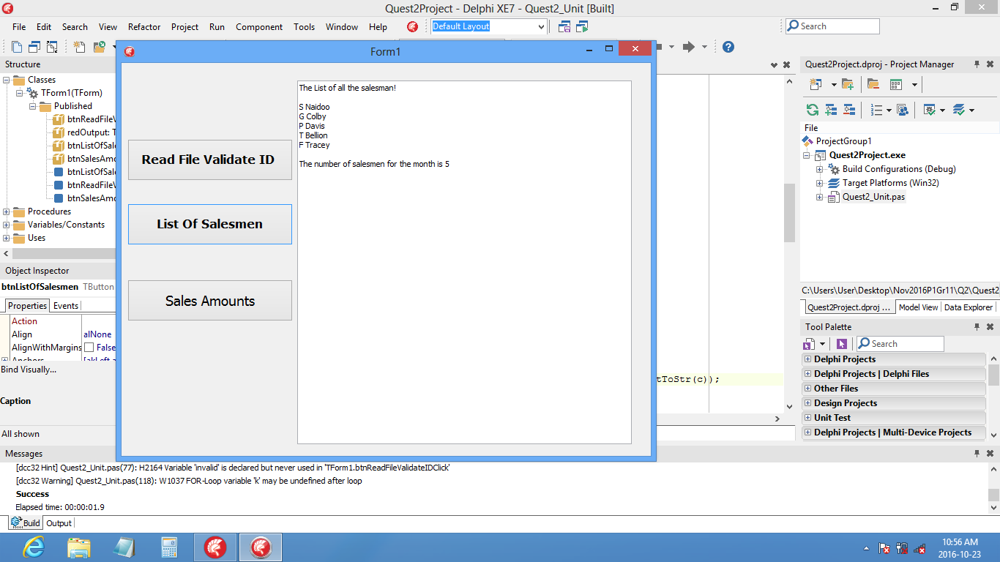 Quest2Project - Delphi XE7 - Quest2_Unit [Built]
File Edit Search View Refactor Project Run Component Tools Window Help
Default Layout
Search
Structure
Classes
TForm1(TForm)
Published
btnReadFileV
redOutput: T
btnListOfSal
btnSalesAmo
btnListOfSal
btnReadFileV
btnSalesAmo
Procedures
Variables/Constants
Uses
Object Inspector
btnListOfSalesmen TButton
Properties Events
Action
Align alNone
AlignWithMargins False
Anchors [akLeft,a
Bind Visually...
Caption
All shown
Form1
Read File Validate ID
List Of Salesmen
Sales Amounts
The List of all the salesman!
S Naidoo
G Colby
P Davis
T Bellion
F Tracey
The number of salesmen for the month is 5
tToStr(c));
Quest2Project.dproj - Project Manager
File
ProjectGroup1
Quest2Project.exe
Build Configurations (Debug)
Target Platforms (Win32)
Quest2_Unit.pas
C:\Users\User\Desktop\Nov2016P1Gr11\Q2\Quest2
Quest2Project.dproj ... Model View Data Explorer
Tool Palette
Search
Delphi Projects
Delphi Projects | Delphi Files
Other Files
Design Projects
Unit Test
Delphi Projects | Multi-Device Projects
Messages
[dcc32 Hint] Quest2_Unit.pas(77): H2164 Variable 'invalid' is declared but never used in 'TForm1.btnReadFileValidateIDClick'
[dcc32 Warning] Quest2_Unit.pas(118): W1037 FOR-Loop variable 'k' may be undefined after loop
Success
Elapsed time: 00:00:01.9
Build Output
10:56 AM
2016-10-23